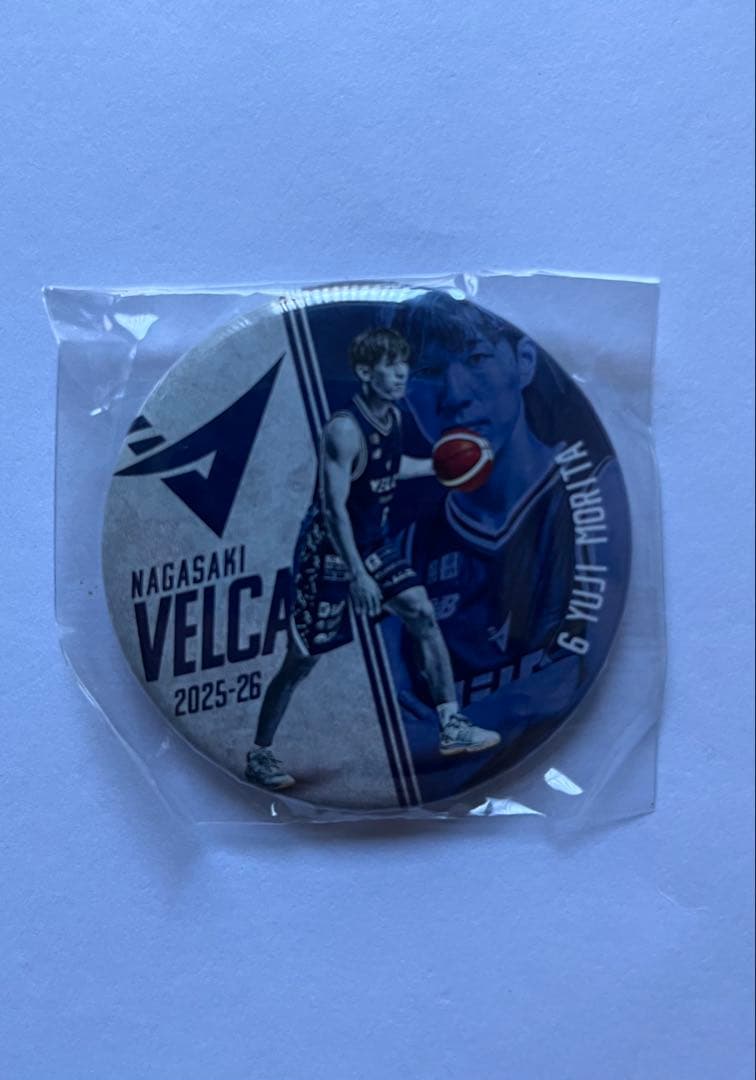 NAGASAKI
VELCA
2025-26
6 YUJI MORITA